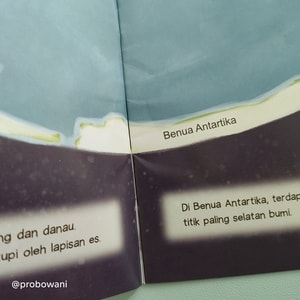 Benua Antartika
ng dan danau.
upi oleh lapisan es.
Di Benua Antartika, terdap
titik paling selatan bumi.
@probowani